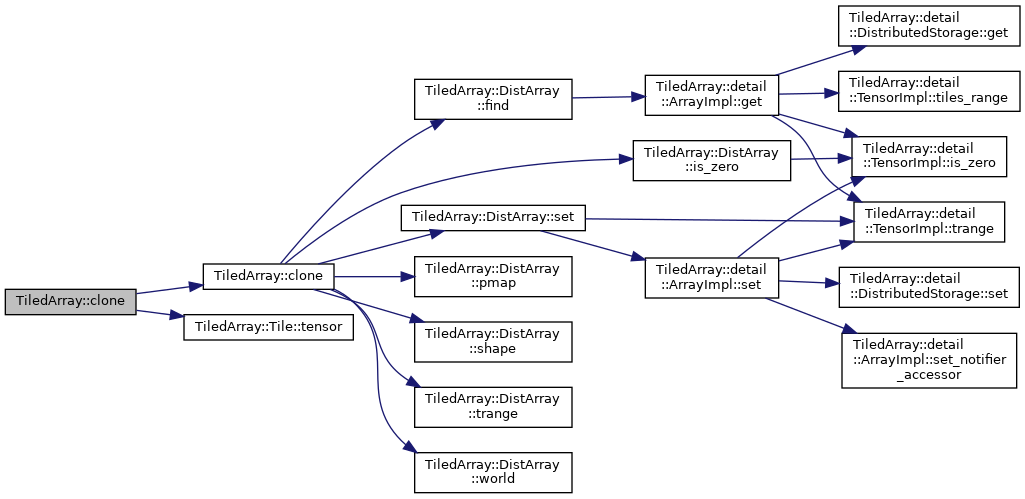 TiledArray::clone
TiledArray::clone
TiledArray::Tile::tensor
TiledArray::DistArray
::find
TiledArray::DistArray
::is_zero
TiledArray::DistArray::set
TiledArray::DistArray
::pmap
TiledArray::DistArray
::shape
TiledArray::DistArray
::trange
TiledArray::DistArray
::world
TiledArray::detail
::ArrayImpl::get
TiledArray::detail
::ArrayImpl::set
TiledArray::detail
::DistributedStorage::get
TiledArray::detail
::TensorImpl::tiles_range
TiledArray::detail
::TensorImpl::is_zero
TiledArray::detail
::TensorImpl::trange
TiledArray::detail
::DistributedStorage::set
TiledArray::detail
::ArrayImpl::set_notifier
_accessor